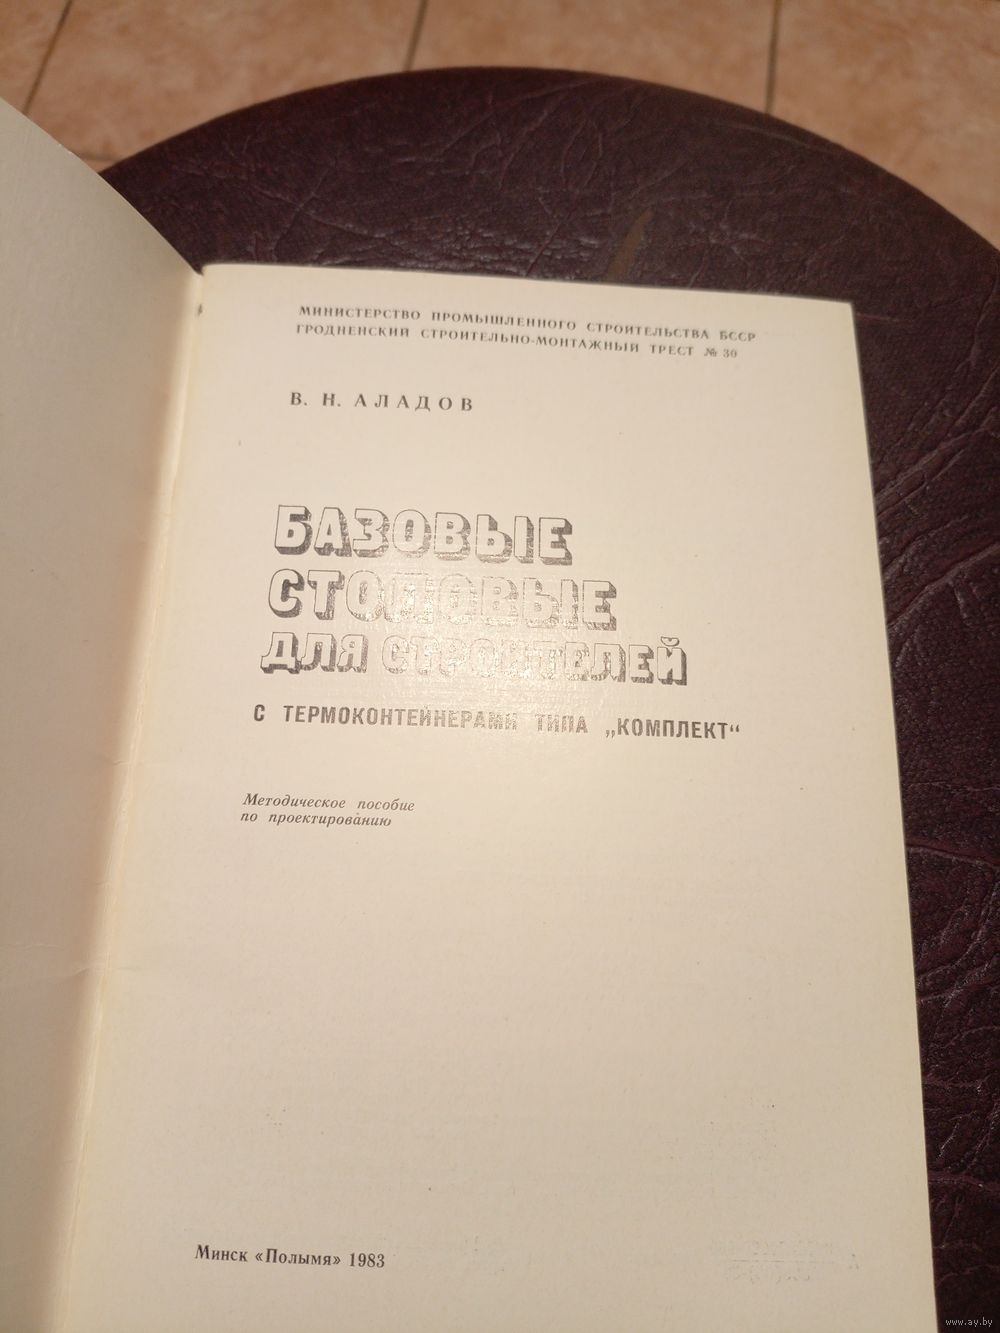 МИНИСТЕРСТВО ПРОМЫШЛЕННОГО СТРОИТЕЛЬСТВА БССР
ГРОДНЕНСКИЙ СТРОИТЕЛЬНО-МОНТАЖНЫЙ ТРЕСТ № 30
В. Н. АЛАДОВ
БАЗОВЫЕ
СТОЛОВЫЕ
ДЛЯ СТРОИТЕЛЕЙ
С ТЕРМОКОНТЕЙНЕРАМИ ТИПА „КОМПЛЕКТ“
Методическое пособие
по проектированию
Минск «Полымя» 1983
www.ay.by